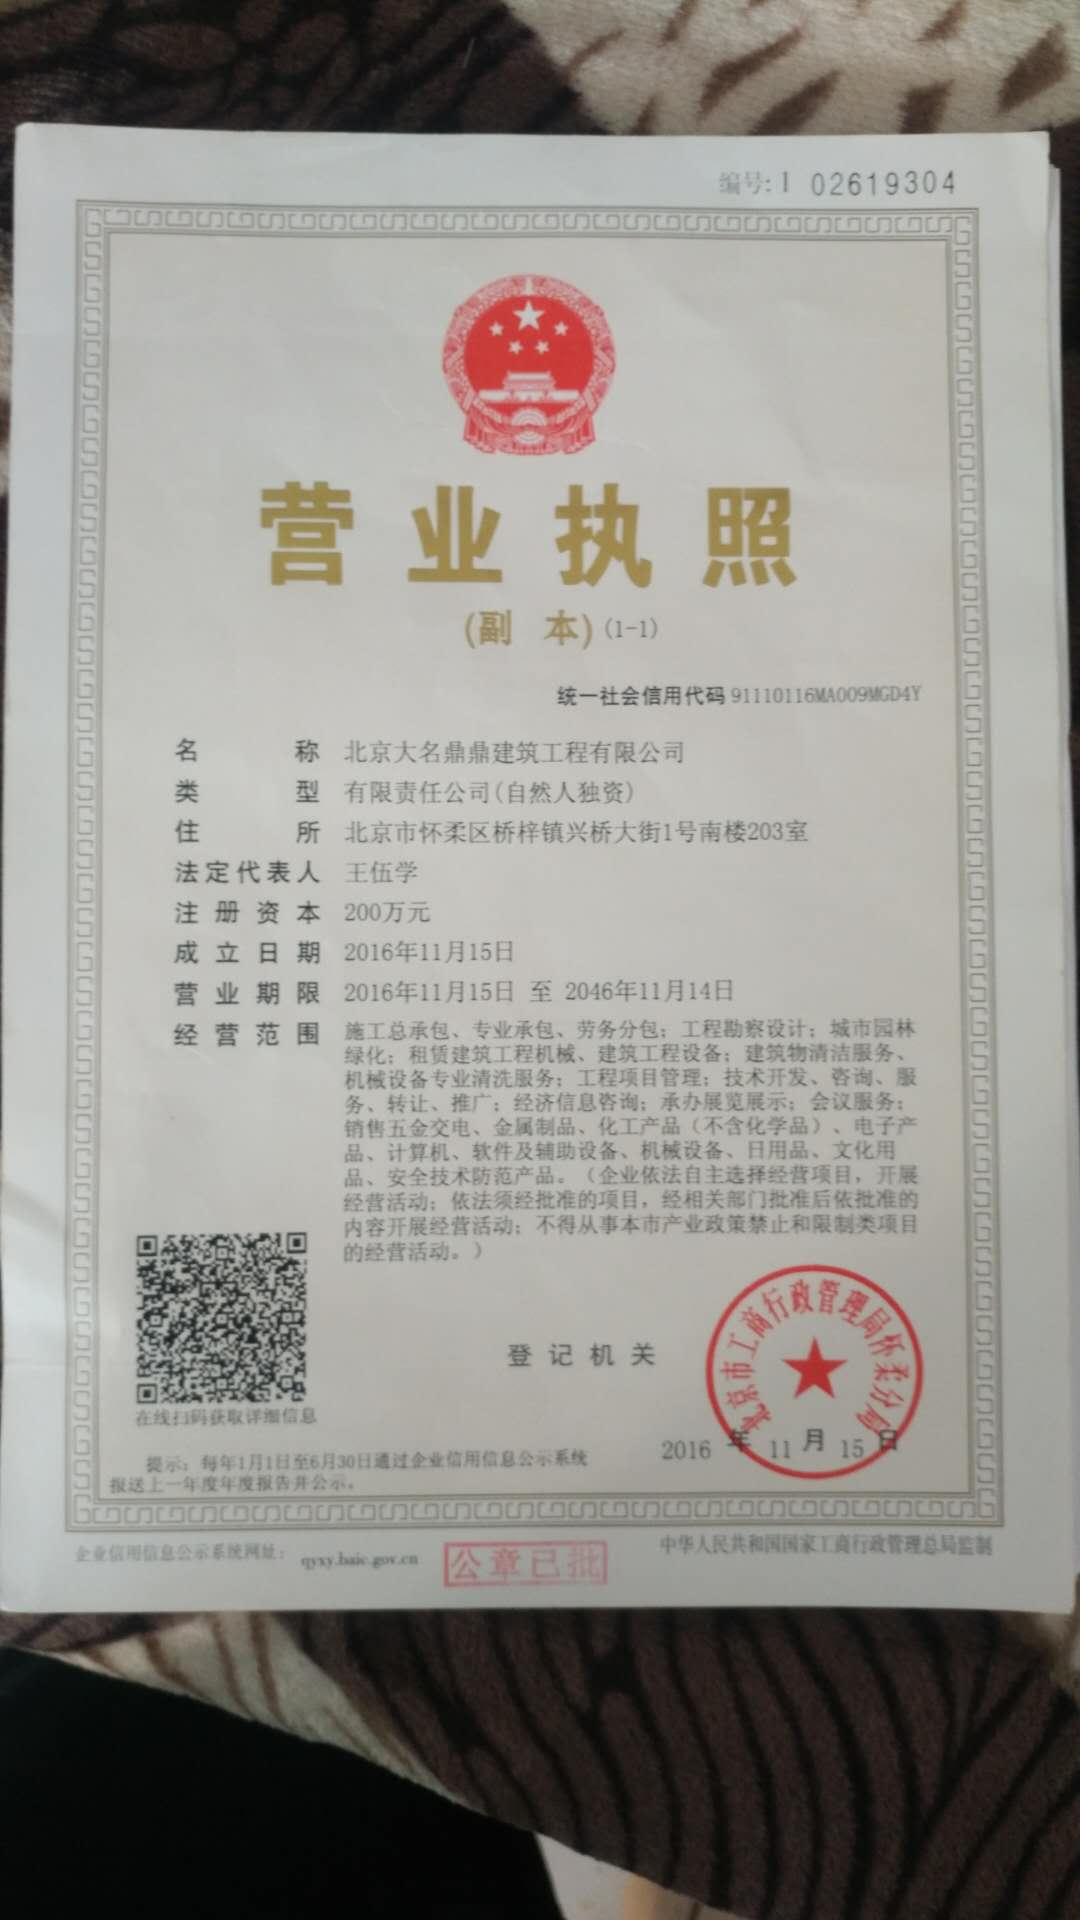 编号:1 02619304
营业执照
(副 本)(1-1)
统一社会信用代码 91110116MA009MGD4Y
名称 北京大名鼎鼎建筑工程有限公司
类型 有限责任公司(自然人独资)
住所 北京市怀柔区桥梓镇兴桥大街1号南楼203室
法定代表人 王伍学
注册资本 200万元
成立日期 2016年11月15日
营业期限 2016年11月15日 至 2046年11月14日
经营范围 施工总承包、专业承包、劳务分包；工程勘察设计；城市园林
绿化；租赁建筑工程机械、建筑工程设备；建筑物清洁服务、
机械设备专业清洗服务；工程项目管理；技术开发、咨询、服
务、转让、推广；经济信息咨询；承办展览展示；会议服务；
销售五金交电、金属制品、化工产品（不含化学品）、电子产
品、计算机、软件及辅助设备、机械设备、日用品、文化用
品、安全技术防范产品。（企业依法自主选择经营项目，开展
经营活动；依法须经批准的项目，经相关部门批准后依批准的
内容开展经营活动；不得从事本市产业政策禁止和限制类项目
的经营活动。）
在线扫码获取详细信息
登记机关
北京市工商行政管理局怀柔分局
2016 年 11 月 15 日
提示：每年1月1日至6月30日通过企业信用信息公示系统
报送上一年度年度报告并公示。
企业信用信息公示系统网址： qyxy.baic.gov.cn
公章已批
中华人民共和国国家工商行政管理总局监制